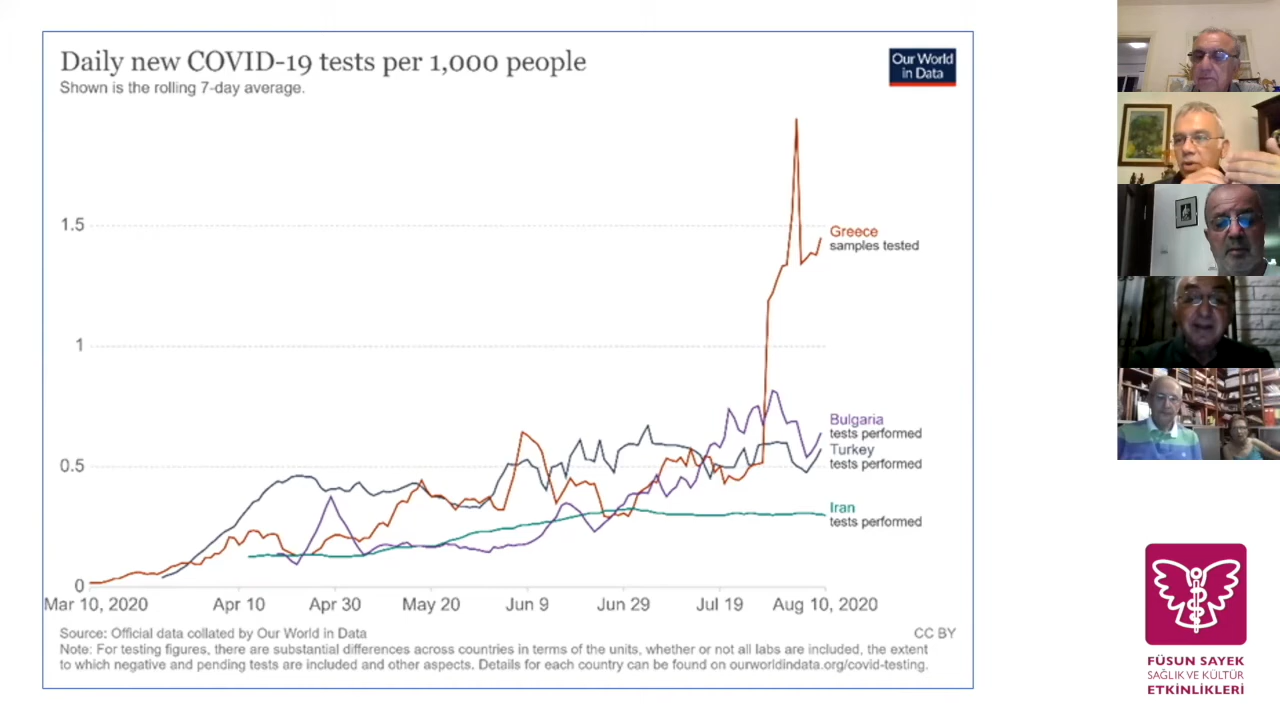 Daily new COVID-19 tests per 1,000 people
Shown is the rolling 7-day average.
Our World
in Data
1.5
1
0.5
0
Greece
samples tested
Bulgaria
tests performed
Turkey
tests performed
Iran
tests performed
Mar 10, 2020 Apr 10 Apr 30 May 20 Jun 9 Jun 29 Jul 19 Aug 10, 2020
Source: Official data collated by Our World in Data
CC BY
Note: For testing figures, there are substantial differences across countries in terms of the units, whether or not all labs are included, the extent
to which negative and pending tests are included and other aspects. Details for each country can be found on ourworldindata.org/covid-testing.
FÜSUN SAYEK
SAĞLIK VE KÜLTÜR
ETKİNLİKLERİ